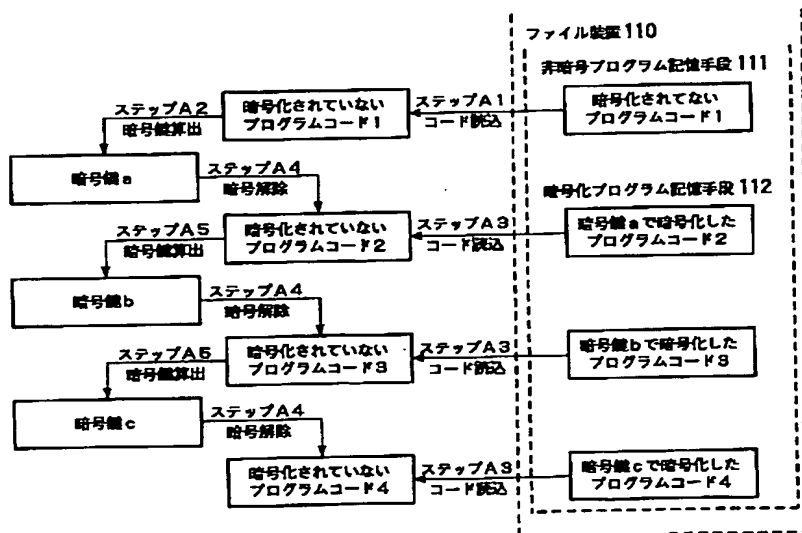 ファイル装置110
非暗号プログラム記憶手段111
ステップA2
暗号鍵算出
暗号化されていない
プログラムコード1
ステップA1
コード読込
暗号化されてない
プログラムコード1
暗号鍵a
ステップA4
暗号解除
暗号化プログラム記憶手段112
ステップA5
暗号鍵算出
暗号化されていない
プログラムコード2
ステップA3
コード読込
暗号鍵aで暗号化した
プログラムコード2
暗号鍵b
ステップA4
暗号解除
ステップA5
暗号鍵算出
暗号化されていない
プログラムコード3
ステップA3
コード読込
暗号鍵bで暗号化した
プログラムコード3
暗号鍵c
ステップA4
暗号解除
暗号化されていない
プログラムコード4
ステップA3
コード読込
暗号鍵cで暗号化した
プログラムコード4